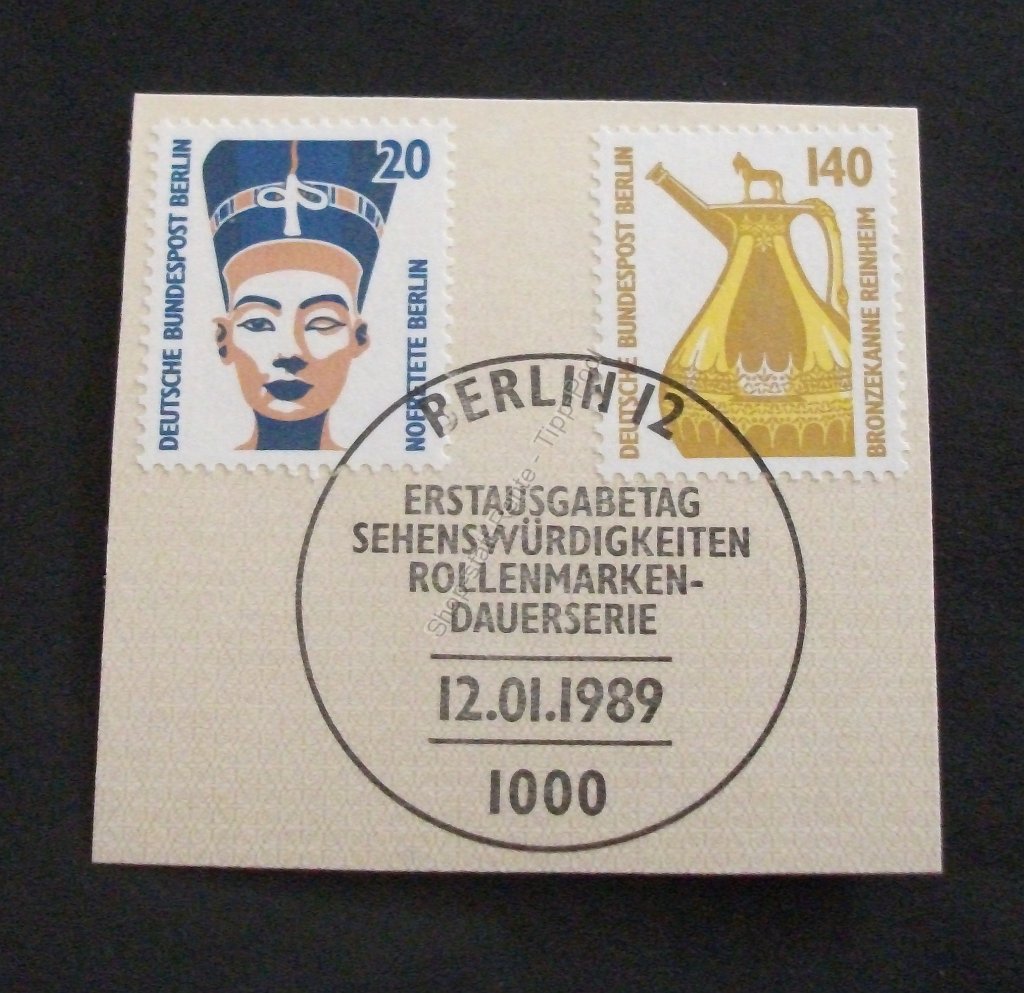 DEUTSCHE BUNDESPOST BERLIN
20
NOFRETETE BERLIN
DEUTSCHE BUNDESPOST BERLIN
140
BRONZEKANNE REINHEIM
BERLIN 12
ERSTAUSGABETAG
SEHENSWÜRDIGKEITEN
ROLLENMARKEN-
DAUERSERIE
12.01.1989
1000